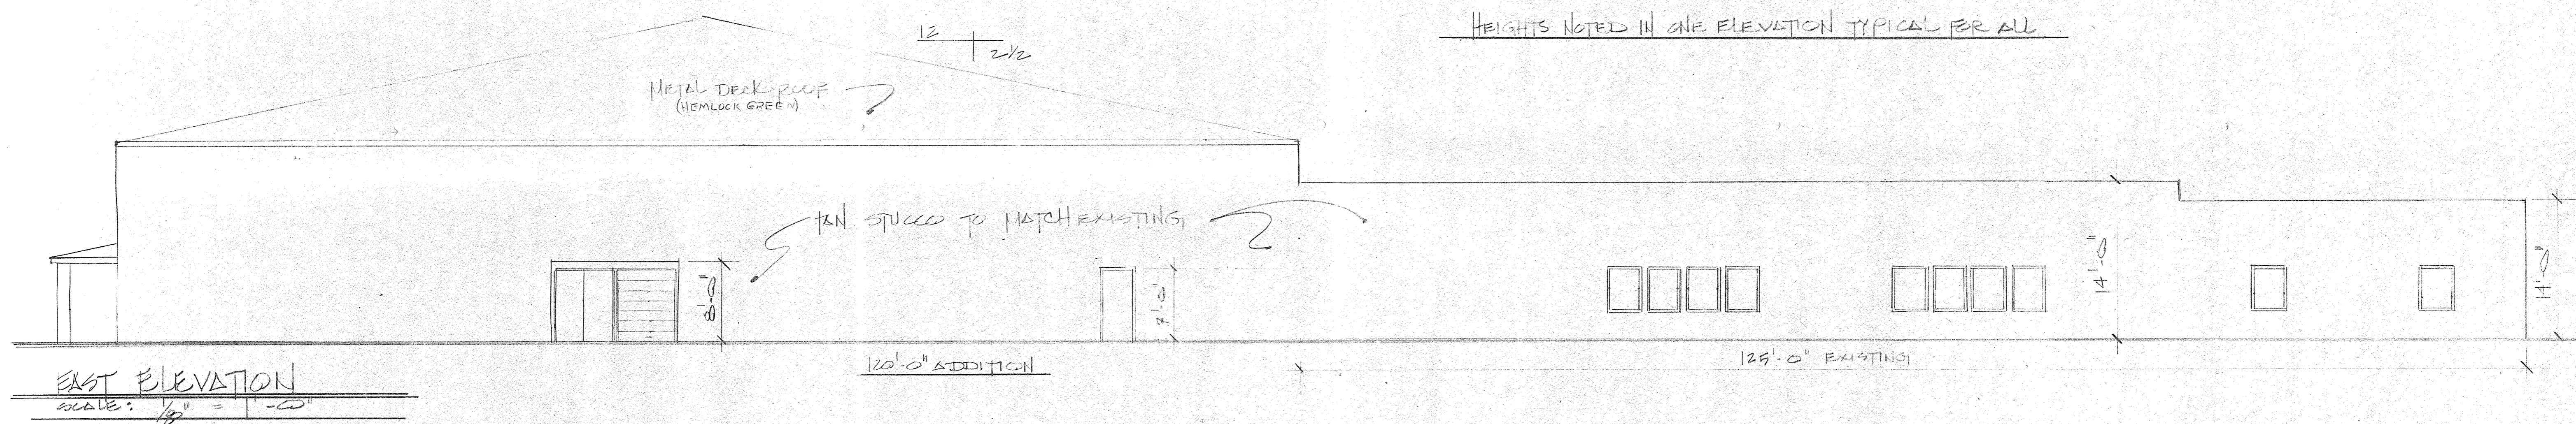 HEIGHTS NOTED IN ONE ELEVATION TYPICAL FOR ALL
12
2 1/2
METAL DECK ROOF
(HEMLOCK GREEN)
TAN STUCCO TO MATCH EXISTING
8'-0"
7'-0"
14'-0"
14'-0"
120'-0" ADDITION
125'-0" EXISTING
EAST ELEVATION
SCALE: 1/8" = 1'-0"